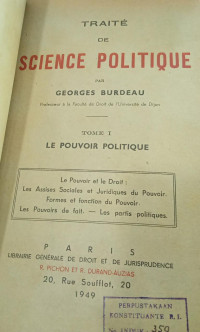 TRAITÉ
DE
SCIENCE POLITIQUE
PAR
GEORGES BURDEAU
Professeur à la Faculté de Droit de l'Université de Dijon
TOME I
LE POUVOIR POLITIQUE
Le Pouvoir et le Droit :
Les Assises Sociales et Juridiques du Pouvoir.
Formes et fonction du Pouvoir.
Les Pouvoirs de fait. — Les partis politiques.
PARIS
LIBRAIRIE GÉNÉRALE DE DROIT ET DE JURISPRUDENCE
R. PICHON ET R. DURAND-AUZIAS
20, Rue Soufflot, 20
1949
PERPUSTAKAAN
KONSTITUANTE R.I.
350